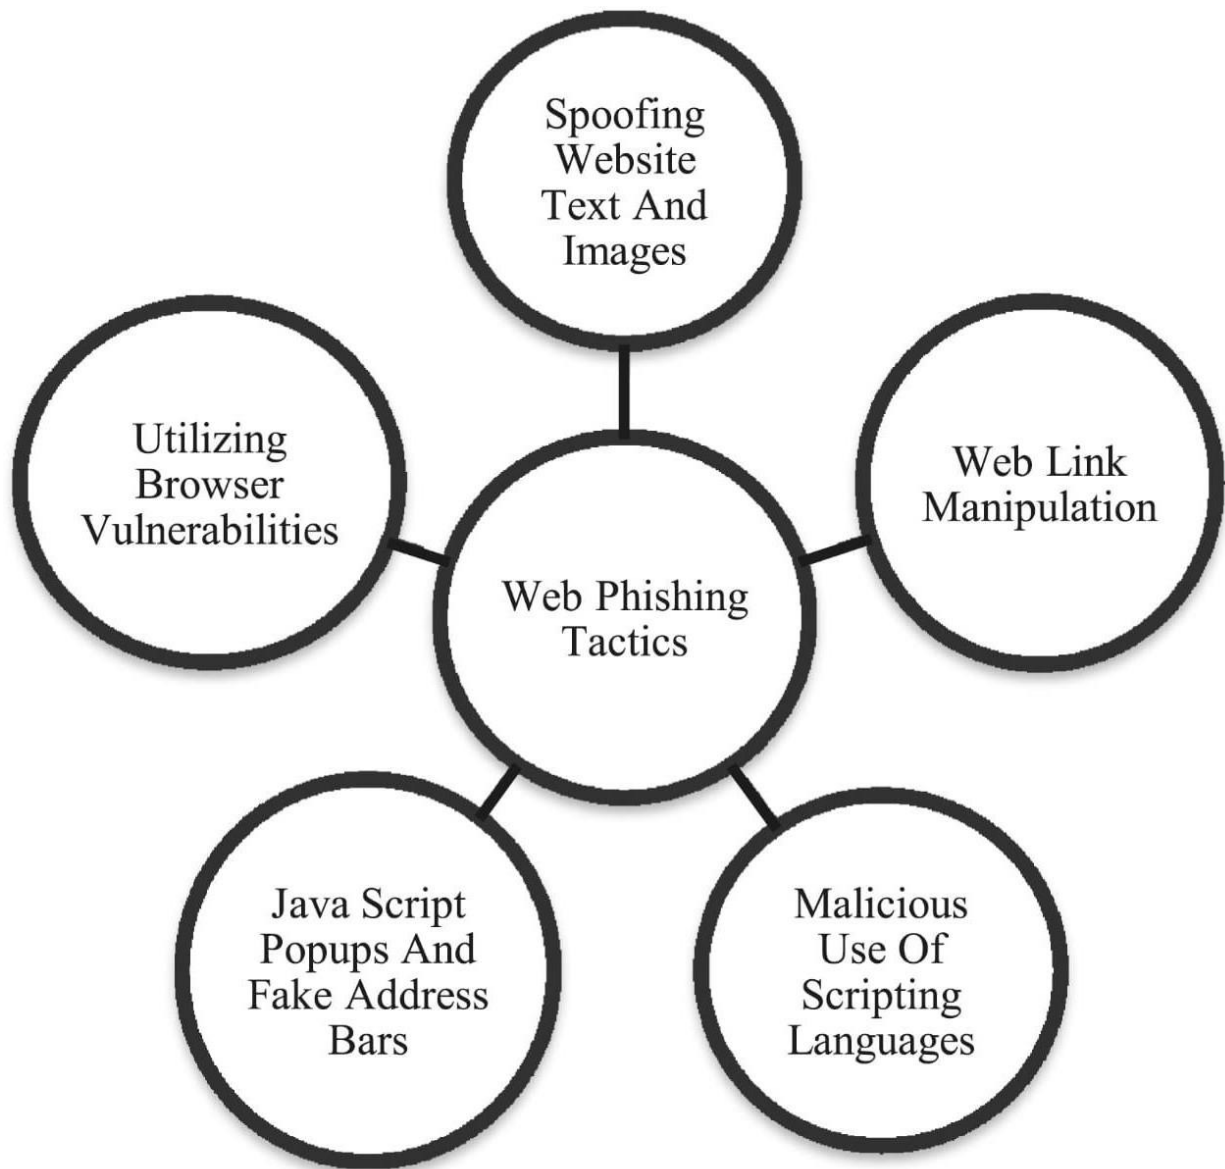 Spoofing
Website
Text And
Images
Utilizing
Browser
Vulnerabilities
Web Link
Manipulation
Web Phishing
Tactics
Java Script
Popups And
Fake Address
Bars
Malicious
Use Of
Scripting
Languages